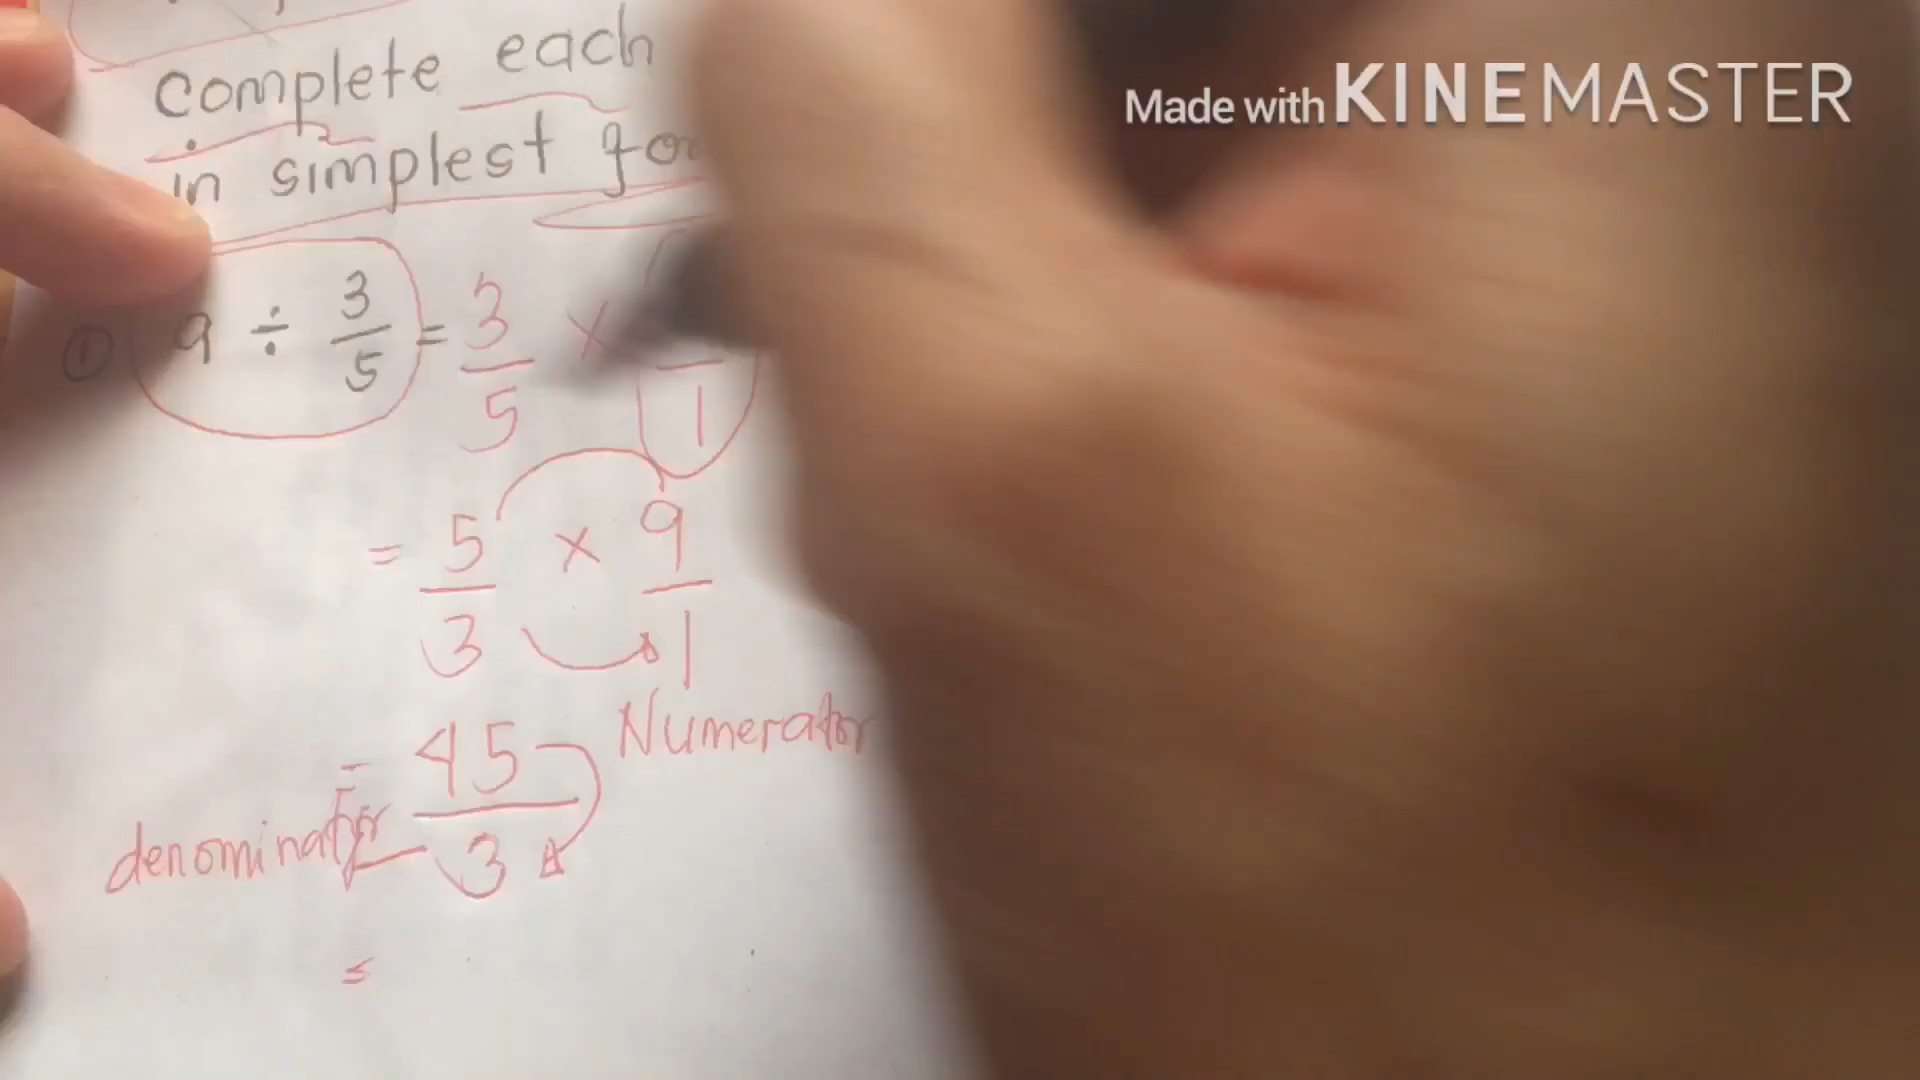 Made with KINEMASTER
complete each
in simplest
① 9 ÷ 3/5 = 3/5 × /1
= 5/3 × 9/1
= 45/3
Numerator
denominator
=